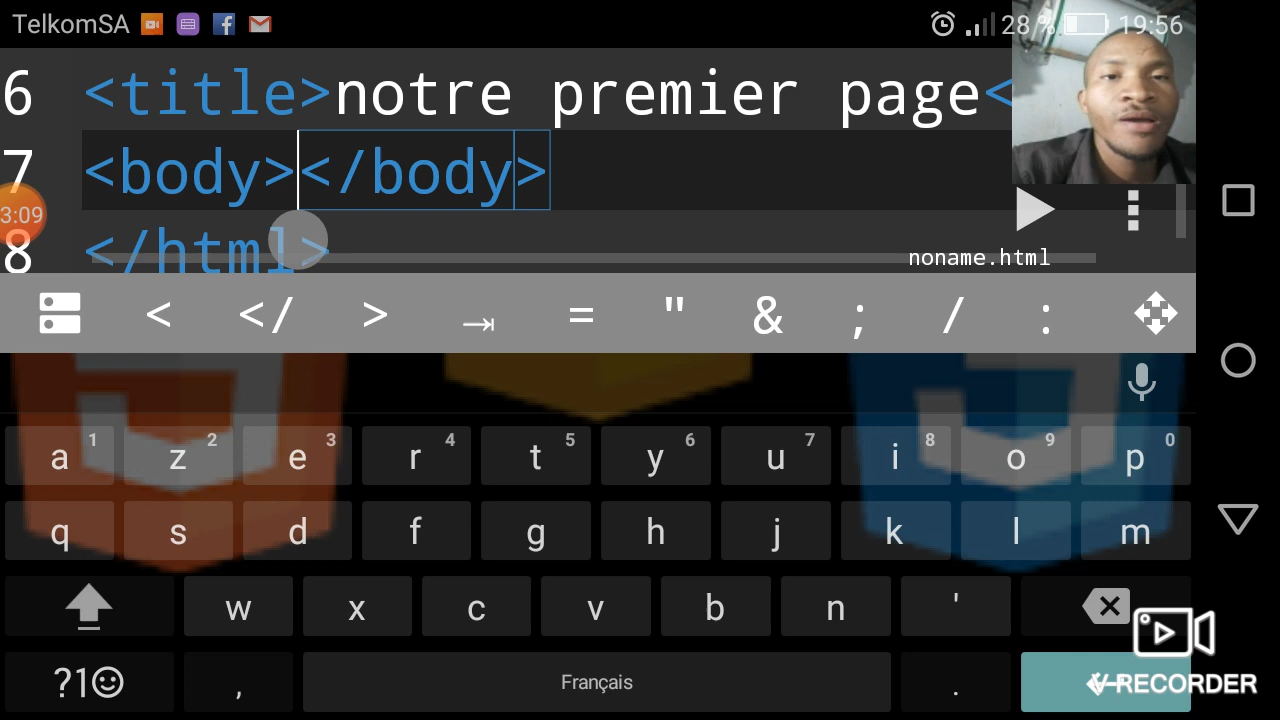 TelkomSA 28 % 19:56
6 <title>notre premier page<
7 <body></body>
3:09
8 </html>
noname.html
< </ > ⇥ = " & ; / :
a 1 z 2 e 3 r 4 t 5 y 6 u 7 i 8 o 9 p 0
q s d f g h j k l m
w x c v b n '
?1☺ , Français .
V-RECORDER